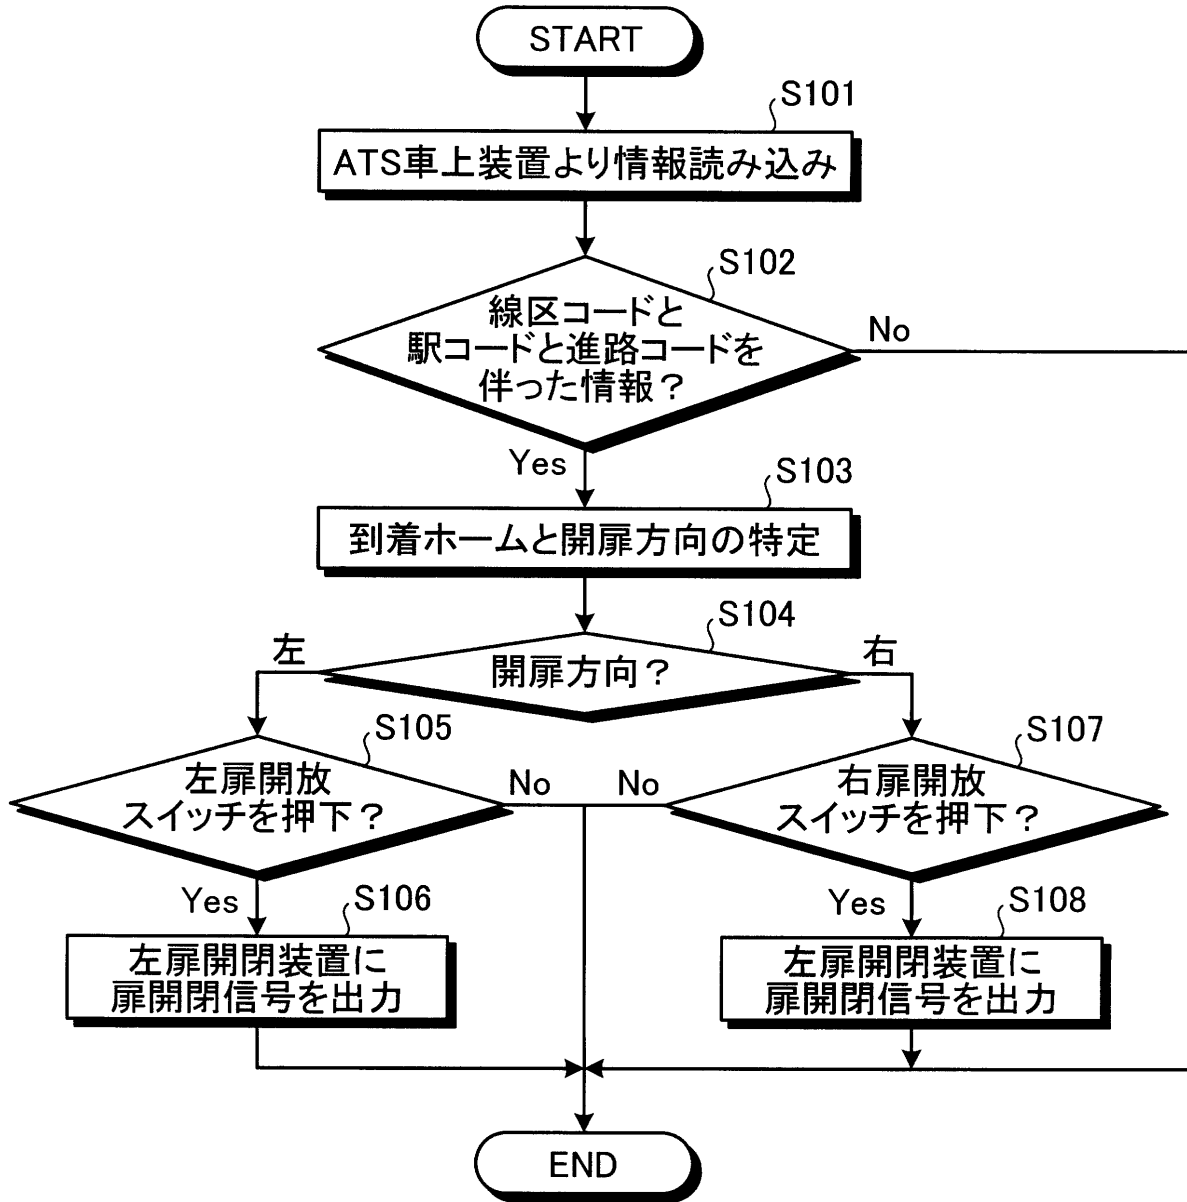 START
S101
ATS車上装置より情報読み込み
S102
線区コードと
駅コードと進路コードを
伴った情報？
No
Yes
S103
到着ホームと開扉方向の特定
S104
左
開扉方向？
右
S105
左扉開放
スイッチを押下？
No
No
S107
右扉開放
スイッチを押下？
Yes
S106
左扉開閉装置に
扉開閉信号を出力
Yes
S108
左扉開閉装置に
扉開閉信号を出力
END